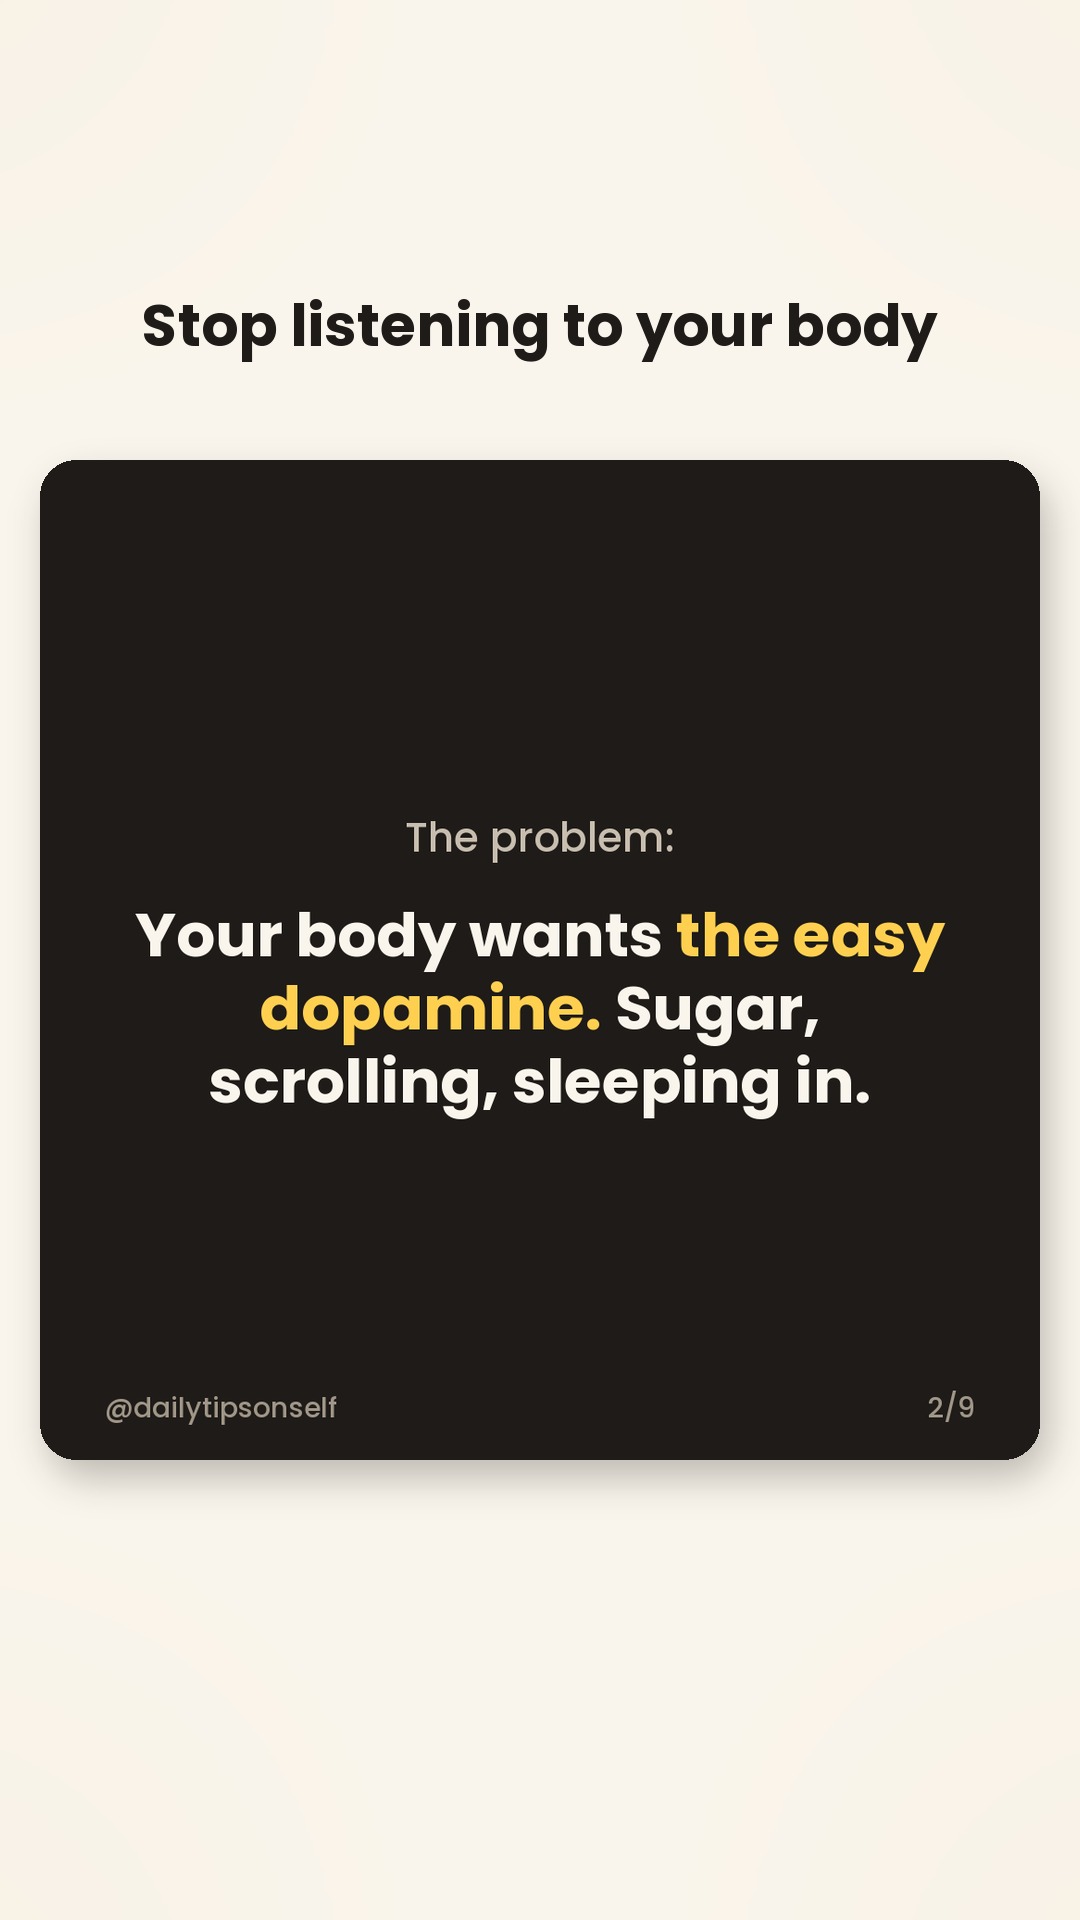 Stop listening to your body
The problem:
Your body wants the easy
dopamine. Sugar,
scrolling, sleeping in.
@dailytipsonself
2/9